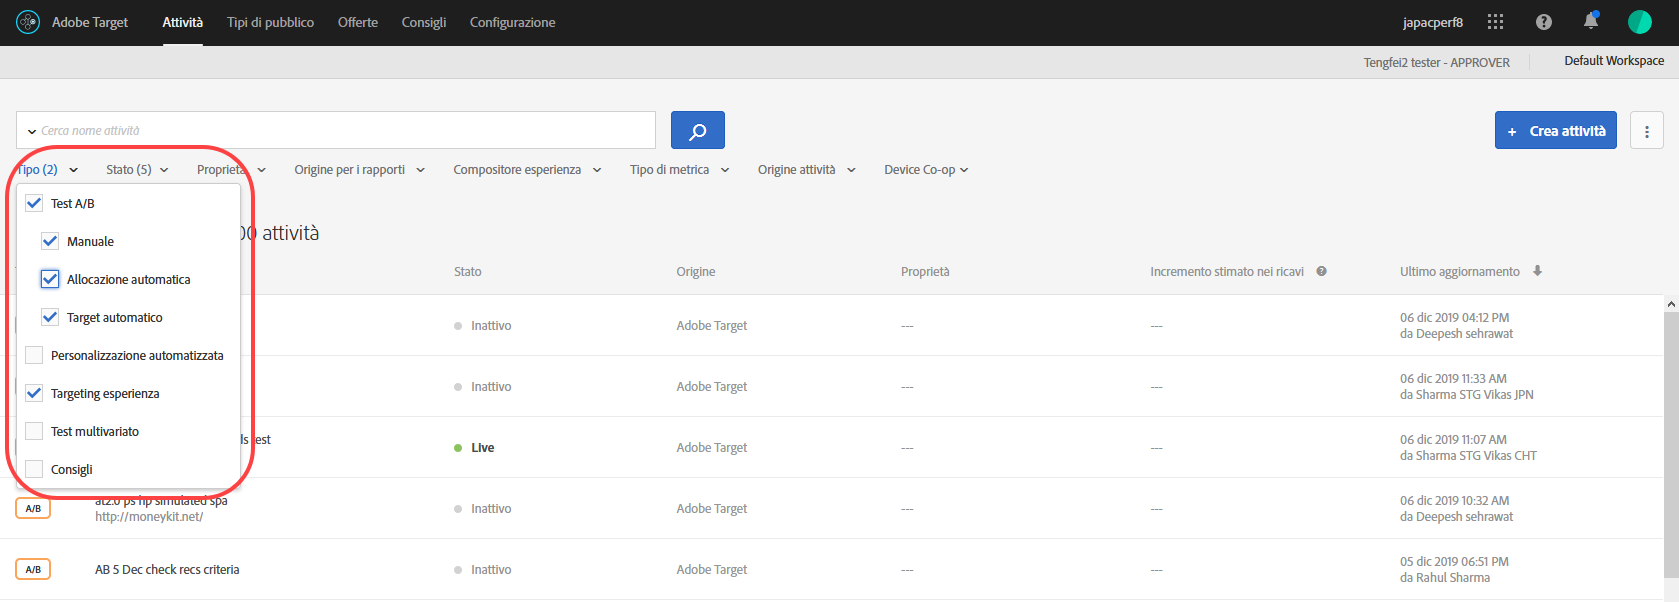 Adobe Target Attività Tipi di pubblico Offerte Consigli Configurazione japacperf8
Tengfei2 tester - APPROVER Default Workspace
Cerca nome attività
+ Crea attività
Tipo (2) Stato (5) Proprietà Origine per i rapporti Compositore esperienza Tipo di metrica Origine attività Device Co-op
Test A/B
Manuale
Allocazione automatica
Target automatico
Personalizzazione automatizzata
Targeting esperienza
Test multivariato
Consigli
attività
Stato Origine Proprietà Incremento stimato nei ricavi Ultimo aggiornamento
Inattivo Adobe Target --- --- 06 dic 2019 04:12 PM
da Deepesh sehrawat
Inattivo Adobe Target --- --- 06 dic 2019 11:33 AM
da Sharma STG Vikas JPN
ls test Live Adobe Target --- --- 06 dic 2019 11:07 AM
da Sharma STG Vikas CHT
A/B at2.0 ps hp simulated spa Inattivo Adobe Target --- --- 06 dic 2019 10:32 AM
http://moneykit.net/ da Deepesh sehrawat
A/B AB 5 Dec check recs criteria Inattivo Adobe Target --- --- 05 dic 2019 06:51 PM
da Rahul Sharma